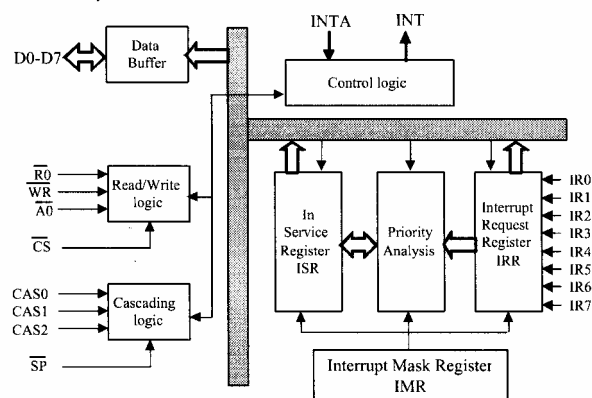 INTA
INT
D0-D7
Data
Buffer
Control logic
R0
WR
A0
CS
Read/Write
logic
In
Service
Register
ISR
Priority
Analysis
Interrupt
Request
Register
IRR
IR0
IR1
IR2
IR3
IR4
IR5
IR6
IR7
CAS0
CAS1
CAS2
SP
Cascading
logic
Interrupt Mask Register
IMR